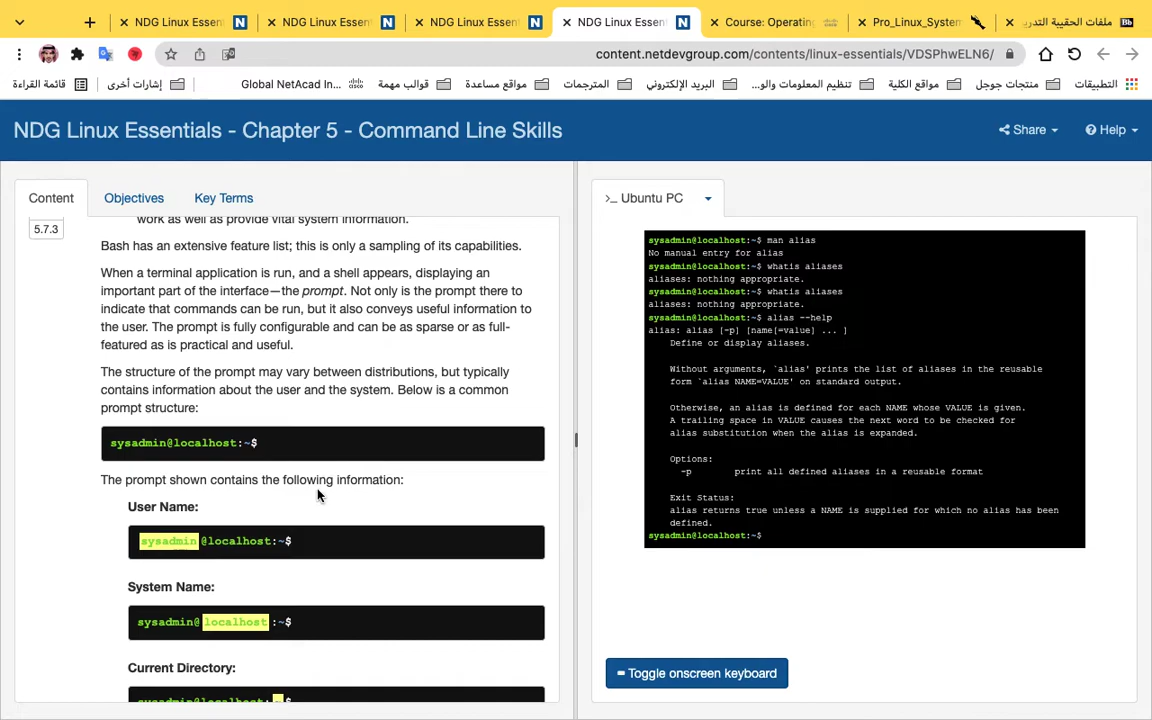 NDG Linux Essen
NDG Linux Essent
NDG Linux Essent
NDG Linux Essen
Course: Operating
Pro_Linux_System
ملفات الحقيبة التدري
Bb
content.netdevgroup.com/contents/linux-essentials/VDSPhwELN6/
قائمة القراءة
إشارات أخرى
Global NetAcad In...
قوالب مهمة
مواقع مساعدة
المترجمات
البريد الإلكتروني
تنظيم المعلومات والو...
مواقع الكلية
منتجات جوجل
التطبيقات
NDG Linux Essentials - Chapter 5 - Command Line Skills
Share
Help
Content
Objectives
Key Terms
5.7.3
work as well as provide vital system information.
Bash has an extensive feature list; this is only a sampling of its capabilities.
When a terminal application is run, and a shell appears, displaying an
important part of the interface—the prompt. Not only is the prompt there to
indicate that commands can be run, but it also conveys useful information to
the user. The prompt is fully configurable and can be as sparse or as full-
featured as is practical and useful.
The structure of the prompt may vary between distributions, but typically
contains information about the user and the system. Below is a common
prompt structure:
sysadmin@localhost:~$
The prompt shown contains the following information:
User Name:
sysadmin@localhost:~$
System Name:
sysadmin@localhost:~$
Current Directory:
sysadmin@localhost:~$
>_ Ubuntu PC
sysadmin@localhost:~$ man alias
No manual entry for alias
sysadmin@localhost:~$ whatis aliases
aliases: nothing appropriate.
sysadmin@localhost:~$ whatis aliases
aliases: nothing appropriate.
sysadmin@localhost:~$ alias --help
alias: alias [-p] [name[=value] ... ]
Define or display aliases.
Without arguments, `alias' prints the list of aliases in the reusable
form `alias NAME=VALUE' on standard output.
Otherwise, an alias is defined for each NAME whose VALUE is given.
A trailing space in VALUE causes the next word to be checked for
alias substitution when the alias is expanded.
Options:
-p print all defined aliases in a reusable format
Exit Status:
alias returns true unless a NAME is supplied for which no alias has been
defined.
sysadmin@localhost:~$
Toggle onscreen keyboard